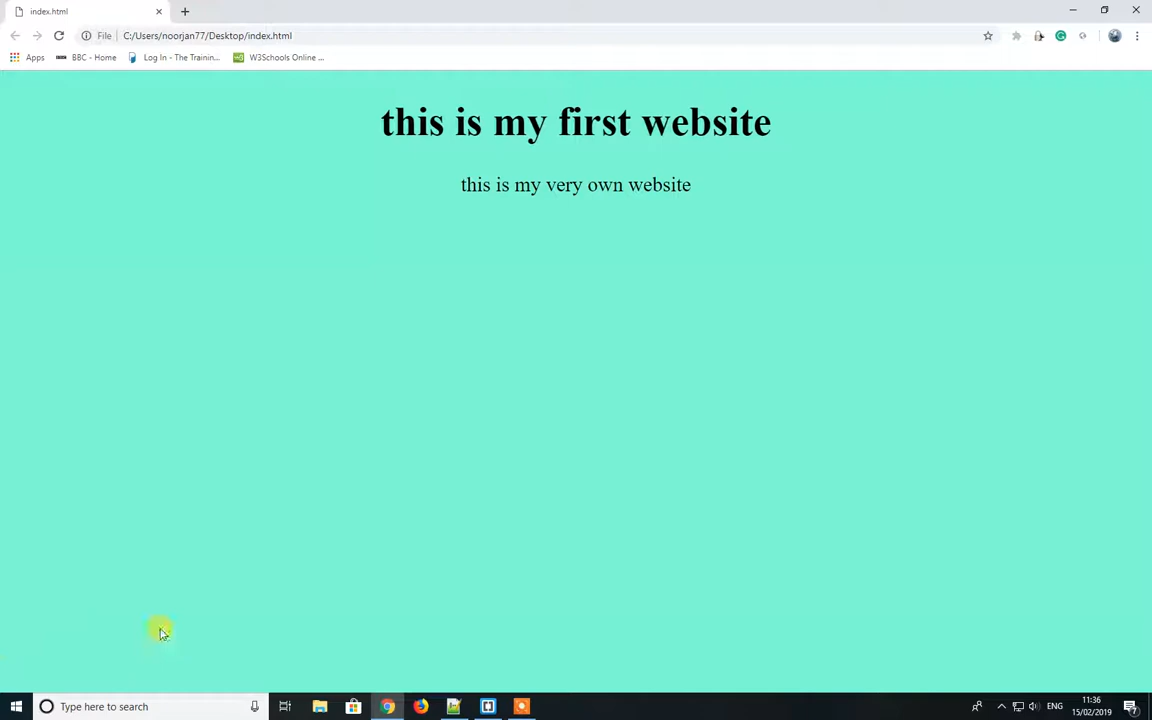 index.html
File C:/Users/noorjan77/Desktop/index.html
Apps BBC - Home Log In - The Trainin... W3Schools Online ...
this is my first website
this is my very own website
Type here to search
ENG
11:36
15/02/2019
7